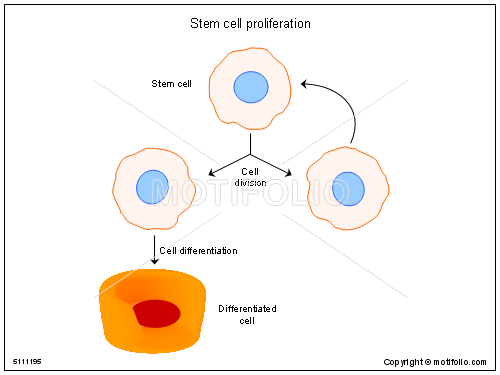 Stem cell proliferation
Stem cell
Cell
division
MOTIFOLIO
Cell differentiation
Differentiated
cell
5111195
Copyright © motifolio.com